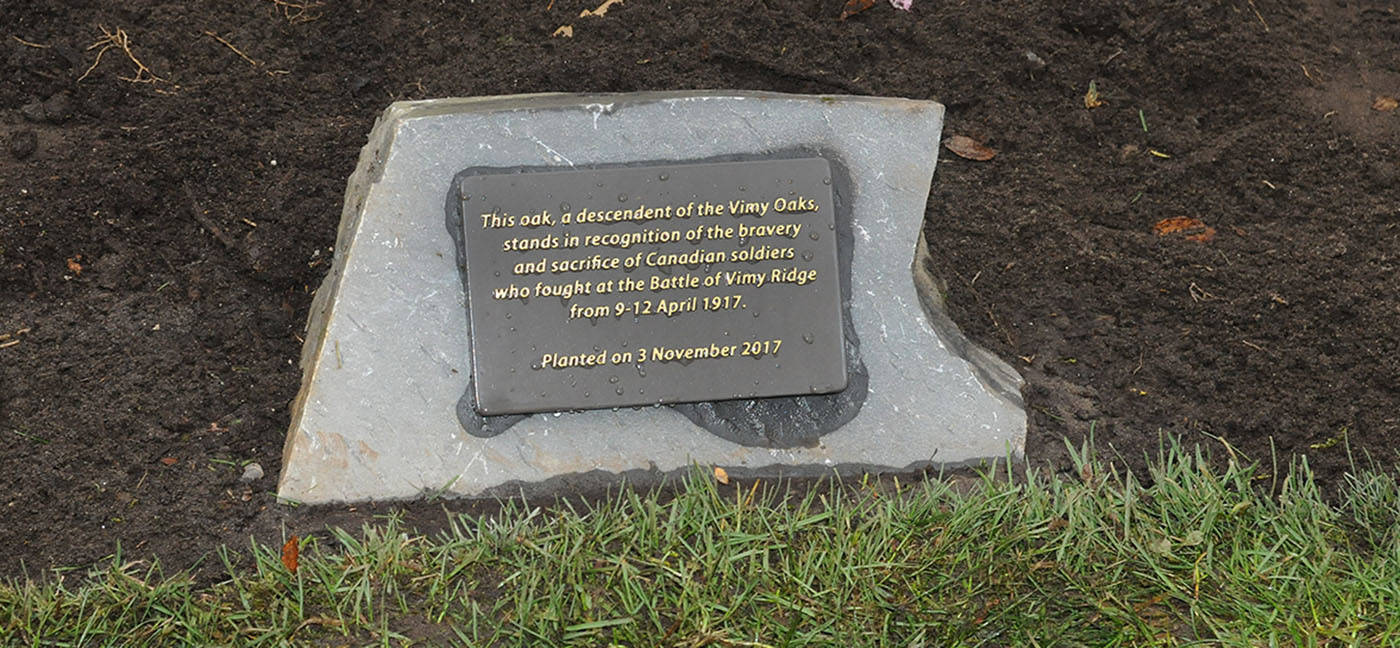 This oak, a descendent of the Vimy Oaks,
stands in recognition of the bravery
and sacrifice of Canadian soldiers
who fought at the Battle of Vimy Ridge
from 9-12 April 1917.
Planted on 3 November 2017